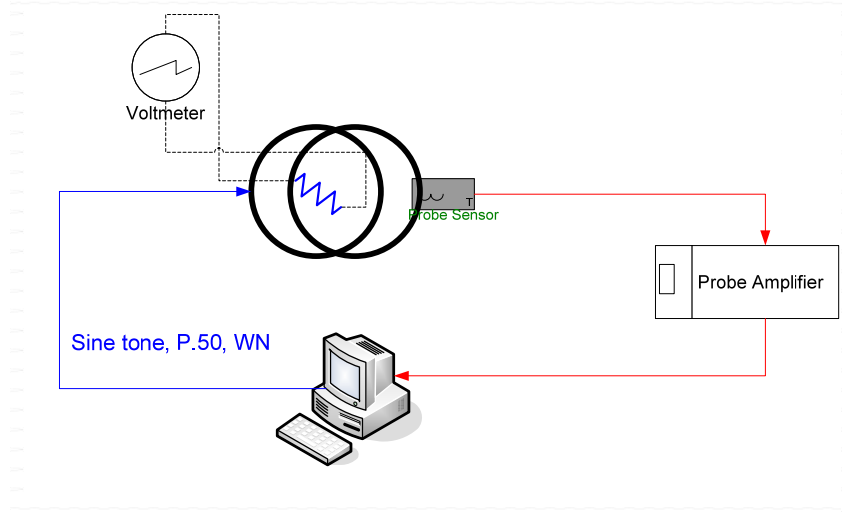 Voltmeter
T
Probe Sensor
Probe Amplifier
Sine tone, P.50, WN